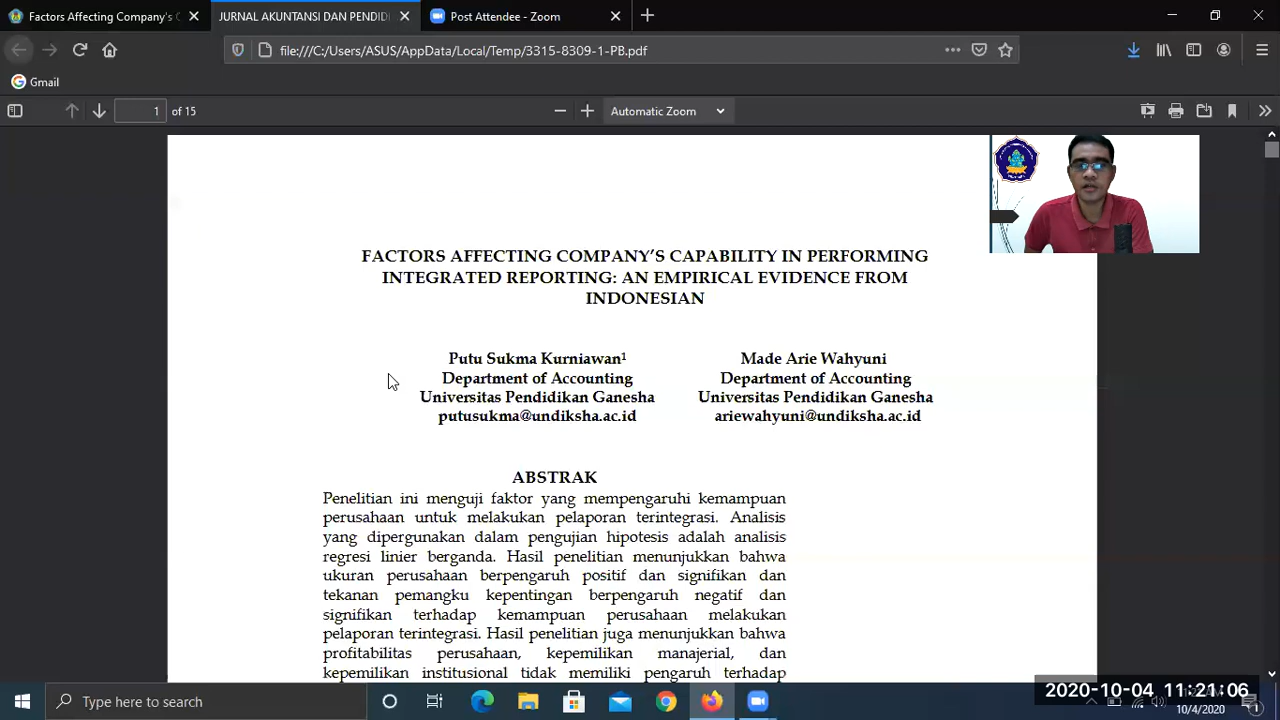 Factors Affecting Company's C
JURNAL AKUNTANSI DAN PENDID
Post Attendee - Zoom
file:///C:/Users/ASUS/AppData/Local/Temp/3315-8309-1-PB.pdf
Gmail
1 of 15
Automatic Zoom
FACTORS AFFECTING COMPANY'S CAPABILITY IN PERFORMING
INTEGRATED REPORTING: AN EMPIRICAL EVIDENCE FROM
INDONESIAN
Putu Sukma Kurniawan¹
Department of Accounting
Universitas Pendidikan Ganesha
putusukma@undiksha.ac.id
Made Arie Wahyuni
Department of Accounting
Universitas Pendidikan Ganesha
ariewahyuni@undiksha.ac.id
ABSTRAK
Penelitian ini menguji faktor yang mempengaruhi kemampuan
perusahaan untuk melakukan pelaporan terintegrasi. Analisis
yang dipergunakan dalam pengujian hipotesis adalah analisis
regresi linier berganda. Hasil penelitian menunjukkan bahwa
ukuran perusahaan berpengaruh positif dan signifikan dan
tekanan pemangku kepentingan berpengaruh negatif dan
signifikan terhadap kemampuan perusahaan melakukan
pelaporan terintegrasi. Hasil penelitian juga menunjukkan bahwa
profitabilitas perusahaan, kepemilikan manajerial, dan
kepemilikan institusional tidak memiliki pengaruh terhadap
Type here to search
2020-10-04 11:21:06
10/4/2020